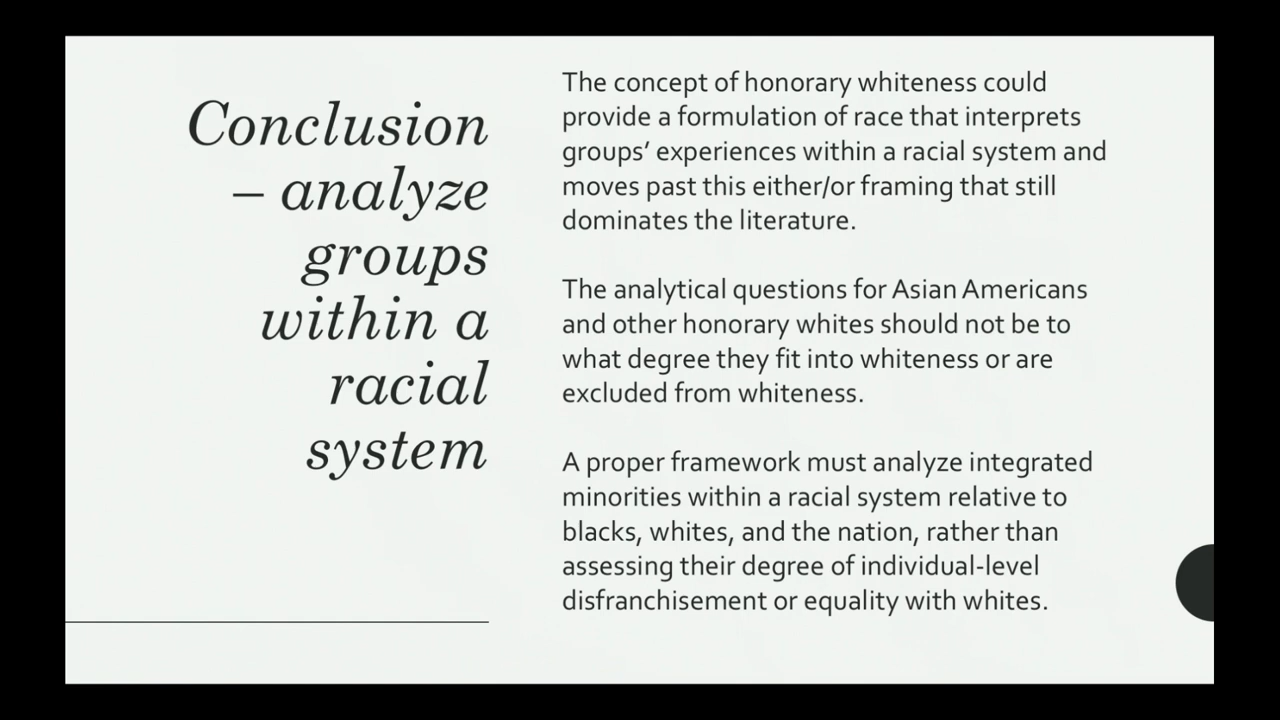 Conclusion
– analyze
groups
within a
racial
system
The concept of honorary whiteness could
provide a formulation of race that interprets
groups’ experiences within a racial system and
moves past this either/or framing that still
dominates the literature.
The analytical questions for Asian Americans
and other honorary whites should not be to
what degree they fit into whiteness or are
excluded from whiteness.
A proper framework must analyze integrated
minorities within a racial system relative to
blacks, whites, and the nation, rather than
assessing their degree of individual-level
disfranchisement or equality with whites.